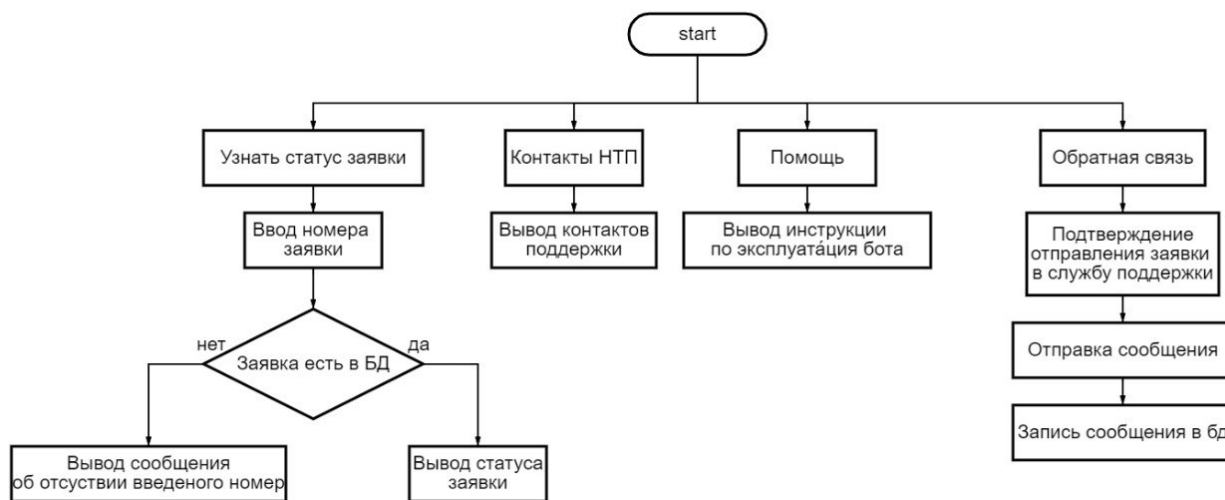 start
Узнать статус заявки
Контакты НТП
Помощь
Обратная связь
Ввод номера
заявки
Вывод контактов
поддержки
Вывод инструкции
по эксплуата́ция бота
Подтверждение
отправления заявки
в службу поддержки
нет
да
Заявка есть в БД
Отправка сообщения
Запись сообщения в бд
Вывод сообщения
об отсуствии введеного номер
Вывод статуса
заявки